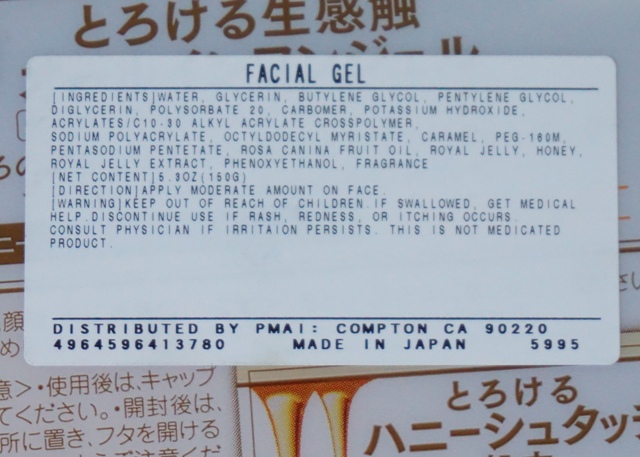 とろける生感触
FACIAL GEL
[INGREDIENTS]WATER, GLYCERIN, BUTYLENE GLYCOL, PENTYLENE GLYCOL,
DIGLYCERIN, POLYSORBATE 20, CARBOMER, POTASSIUM HYDROXIDE,
ACRYLATES/C10-30 ALKYL ACRYLATE CROSSPOLYMER,
SODIUM POLYACRYLATE, OCTYLDODECYL MYRISTATE, CARAMEL, PEG-160M,
PENTASODIUM PENTETATE, ROSA CANINA FRUIT OIL, ROYAL JELLY, HONEY,
ROYAL JELLY EXTRACT, PHENOXYETHANOL, FRAGRANCE
[NET CONTENT]5.3OZ(150G)
[DIRECTION]APPLY MODERATE AMOUNT ON FACE.
[WARNING]KEEP OUT OF REACH OF CHILDREN.IF SWALLOWED, GET MEDICAL
HELP.DISCONTINUE USE IF RASH, REDNESS, OR ITCHING OCCURS.
CONSULT PHYSICIAN IF IRRITAION PERSISTS. THIS IS NOT MEDICATED
PRODUCT.
DISTRIBUTED BY PMAI: COMPTON CA 90220
4964596413780 MADE IN JAPAN 5995
意>・使用後は、キャップ
てください。・開封後は、
所に置き、フタを開ける
とろける
ハニーシュタッ